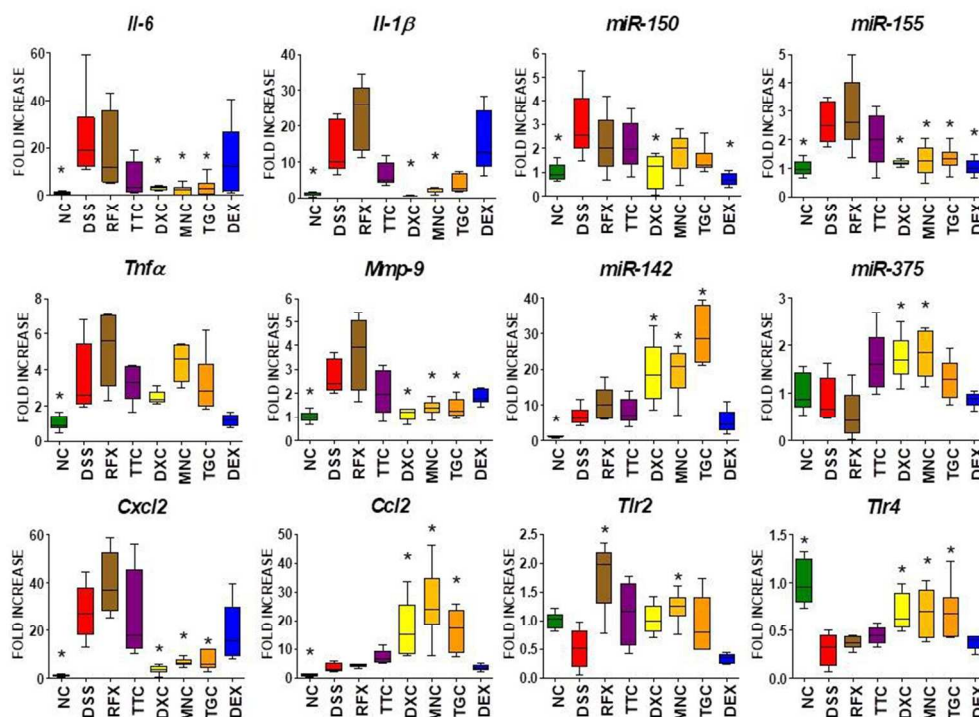 Il-6
FOLD INCREASE
60
40
20
0
* * * *
NC DSS RFX TTC DXC MNC TGC DEX
Il-1β
FOLD INCREASE
40
30
20
10
0
* * *
NC DSS RFX TTC DXC MNC TGC DEX
miR-150
FOLD INCREASE
6
5
4
3
2
1
0
* * *
NC DSS RFX TTC DXC MNC TGC DEX
miR-155
FOLD INCREASE
6
5
4
3
2
1
0
* * * * *
NC DSS RFX TTC DXC MNC TGC DEX
Tnfα
FOLD INCREASE
8
6
4
2
0
*
NC DSS RFX TTC DXC MNC TGC DEX
Mmp-9
FOLD INCREASE
6
5
4
3
2
1
0
* * * *
NC DSS RFX TTC DXC MNC TGC DEX
miR-142
FOLD INCREASE
40
30
20
10
0
* * * *
NC DSS RFX TTC DXC MNC TGC DEX
miR-375
FOLD INCREASE
3
2
1
0
* *
NC DSS RFX TTC DXC MNC TGC DEX
Cxcl2
FOLD INCREASE
60
40
20
0
* * * *
NC DSS RFX TTC DXC MNC TGC DEX
Ccl2
FOLD INCREASE
50
40
30
20
10
0
* * * *
NC DSS RFX TTC DXC MNC TGC DEX
Tlr2
FOLD INCREASE
2.5
2.0
1.5
1.0
0.5
0.0
* *
NC DSS RFX TTC DXC MNC TGC DEX
Tlr4
FOLD INCREASE
1.5
1.0
0.5
0.0
* * * *
NC DSS RFX TTC DXC MNC TGC DEX